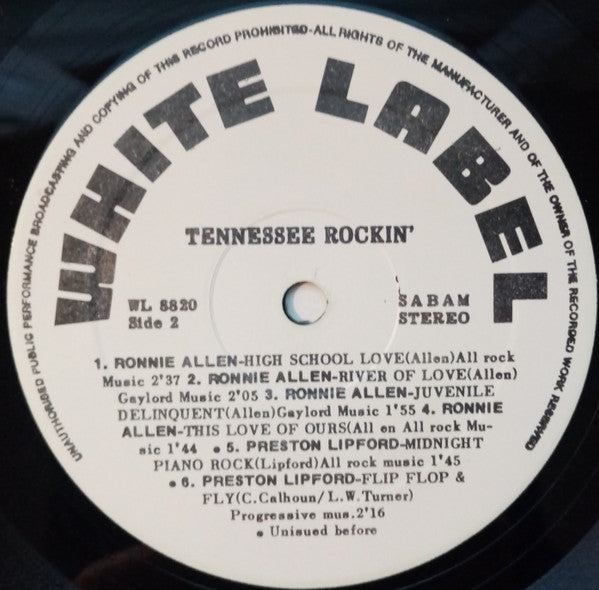 UNAUTHORISED PUBLIC PERFORMANCE BROADCASTING AND COPYING OF THIS RECORD PROHIBITED-ALL RIGHTS OF THE MANUFACTURER AND OF THE OWNER OF THE RECORDED WORK RESERVED
WHITE LABEL
TENNESSEE ROCKIN'
WL 8820
Side 2
SABAM
STEREO
1. RONNIE ALLEN-HIGH SCHOOL LOVE(Allen)All rock
Music 2'37 2. RONNIE ALLEN-RIVER OF LOVE(Allen)
Gaylord Music 2'05 3. RONNIE ALLEN-JUVENILE
DELINQUENT(Allen)Gaylord Music 1'55 4. RONNIE
ALLEN-THIS LOVE OF OURS(All en All rock Mu-
sic 1'44 • 5. PRESTON LIPFORD-MIDNIGHT
PIANO ROCK(Lipford)All rock music 1'45
• 6. PRESTON LIPFORD-FLIP FLOP &
FLY(C.Calhoun/L.W.Turner)
Progressive mus.2'16
• Unisued before